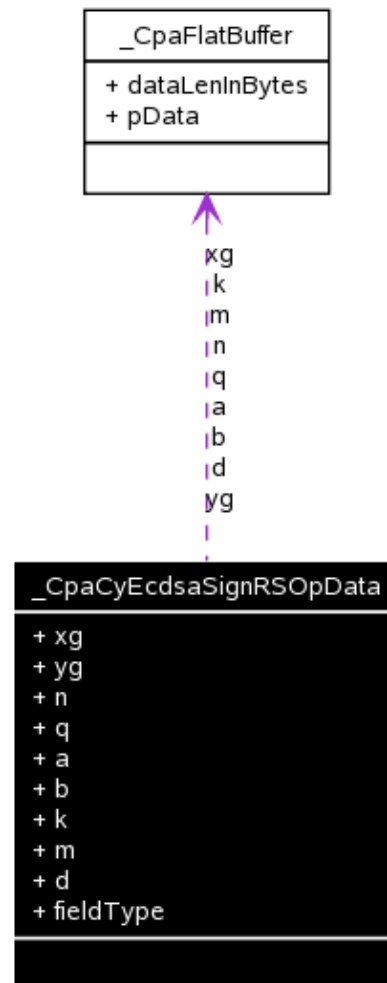 _CpaFlatBuffer
+ dataLenInBytes
+ pData
xg
k
m
n
q
a
b
d
yg
_CpaCyEcdsaSignRSOpData
+ xg
+ yg
+ n
+ q
+ a
+ b
+ k
+ m
+ d
+ fieldType